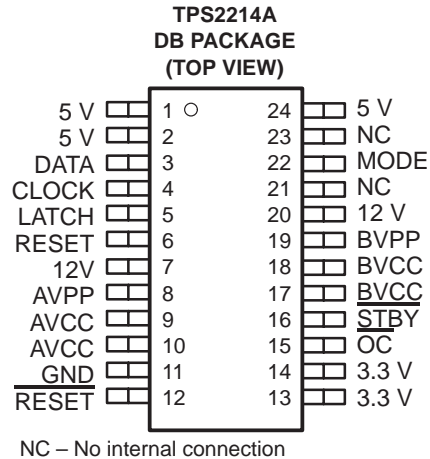 TPS2214A
DB PACKAGE
(TOP VIEW)
5 V 1 24 5 V
5 V 2 23 NC
DATA 3 22 MODE
CLOCK 4 21 NC
LATCH 5 20 12 V
RESET 6 19 BVPP
12V 7 18 BVCC
AVPP 8 17 BVCC
AVCC 9 16 STBY
AVCC 10 15 OC
GND 11 14 3.3 V
RESET 12 13 3.3 V
NC – No internal connection